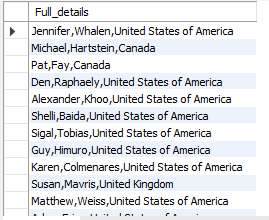 Full_details
Jennifer,Whalen,United States of America
Michael,Hartstein,Canada
Pat,Fay,Canada
Den,Raphaely,United States of America
Alexander,Khoo,United States of America
Shelli,Baida,United States of America
Sigal,Tobias,United States of America
Guy,Himuro,United States of America
Karen,Colmenares,United States of America
Susan,Mavris,United Kingdom
Matthew,Weiss,United States of America